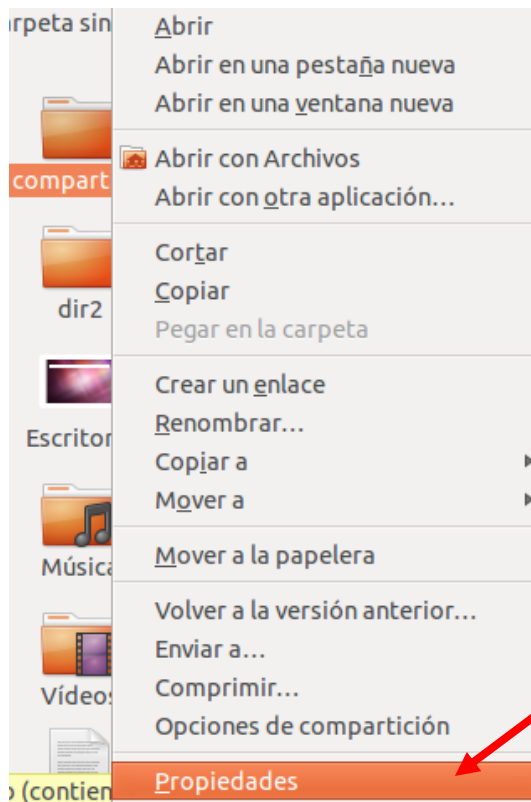 rpeta sin
Abrir
Abrir en una pestaña nueva
Abrir en una ventana nueva
Abrir con Archivos
compart
Abrir con otra aplicación...
Cortar
Copiar
dir2
Pegar en la carpeta
Crear un enlace
Renombrar...
Escritor
Copiar a
Mover a
Mover a la papelera
Música
Volver a la versión anterior...
Enviar a...
Comprimir...
Vídeos
Opciones de compartición
Propiedades
o (contien